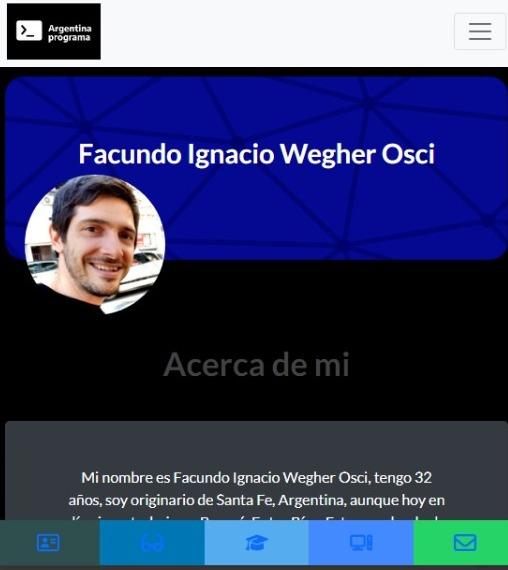 Argentina
programa
Facundo Ignacio Wegher Osci
Acerca de mi
Mi nombre es Facundo Ignacio Wegher Osci, tengo 32
años, soy originario de Santa Fe, Argentina, aunque hoy en